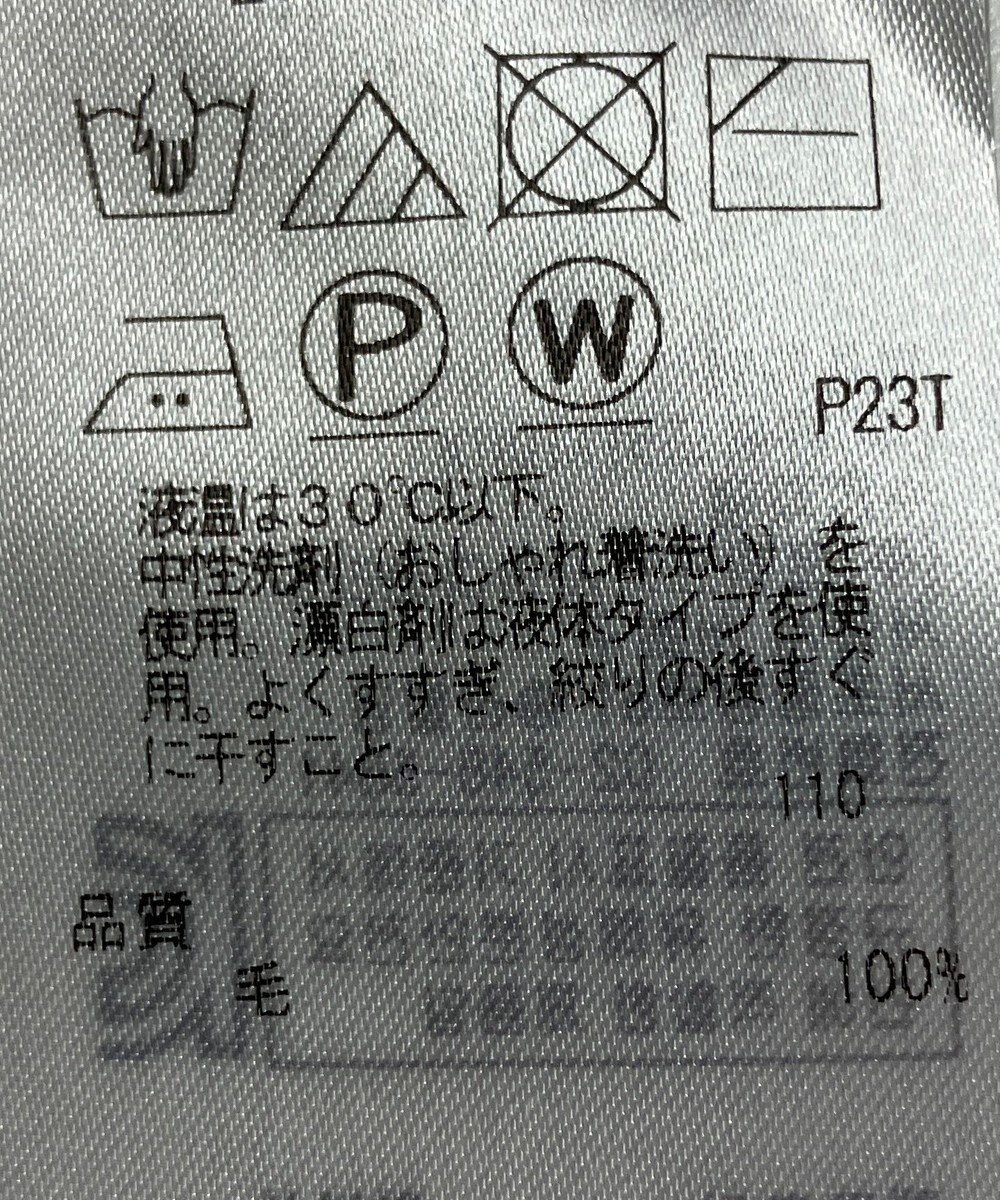 P
W
P23T
液温は30℃以下。
中性洗剤（おしゃれ着洗い）を
使用。漂白剤は液体タイプを使
用。よくすすぎ、絞りの後すぐ
に干すこと。
110
品質
毛 100%